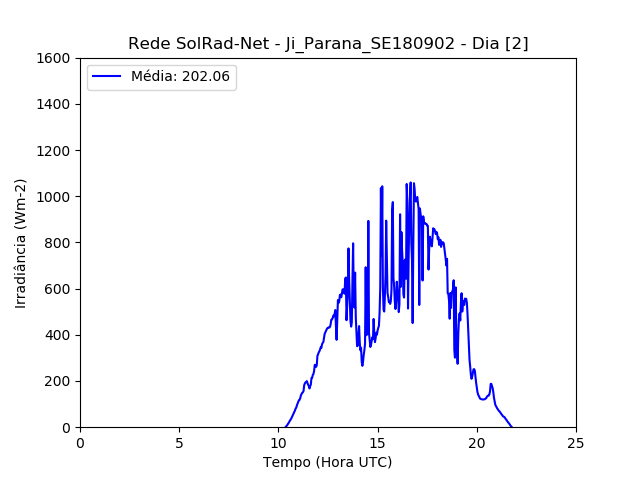 Rede SolRad-Net - Ji_Parana_SE180902 - Dia [2]
Média: 202.06
1600
1400
1200
1000
800
600
400
200
0
Irradiância (Wm-2)
0 5 10 15 20 25
Tempo (Hora UTC)